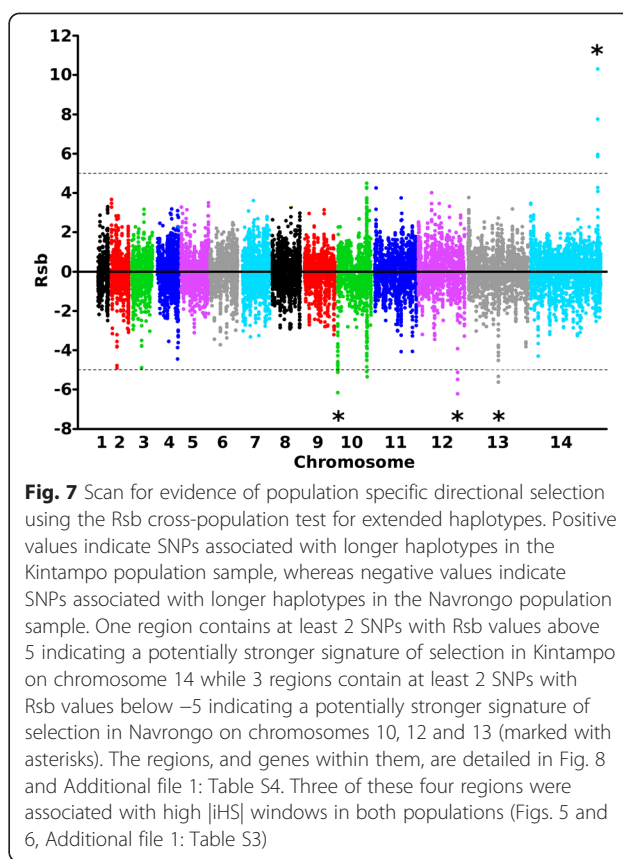 *
12
10
8
6
4
2
0
-2
-4
-6
-8
Rsb
* * *
1 2 3 4 5 6 7 8 9 10 11 12 13 14
Chromosome
Fig. 7 Scan for evidence of population specific directional selection
using the Rsb cross-population test for extended haplotypes. Positive
values indicate SNPs associated with longer haplotypes in the
Kintampo population sample, whereas negative values indicate
SNPs associated with longer haplotypes in the Navrongo population
sample. One region contains at least 2 SNPs with Rsb values above
5 indicating a potentially stronger signature of selection in Kintampo
on chromosome 14 while 3 regions contain at least 2 SNPs with
Rsb values below −5 indicating a potentially stronger signature of
selection in Navrongo on chromosomes 10, 12 and 13 (marked with
asterisks). The regions, and genes within them, are detailed in Fig. 8
and Additional file 1: Table S4. Three of these four regions were
associated with high |iHS| windows in both populations (Figs. 5 and
6, Additional file 1: Table S3)